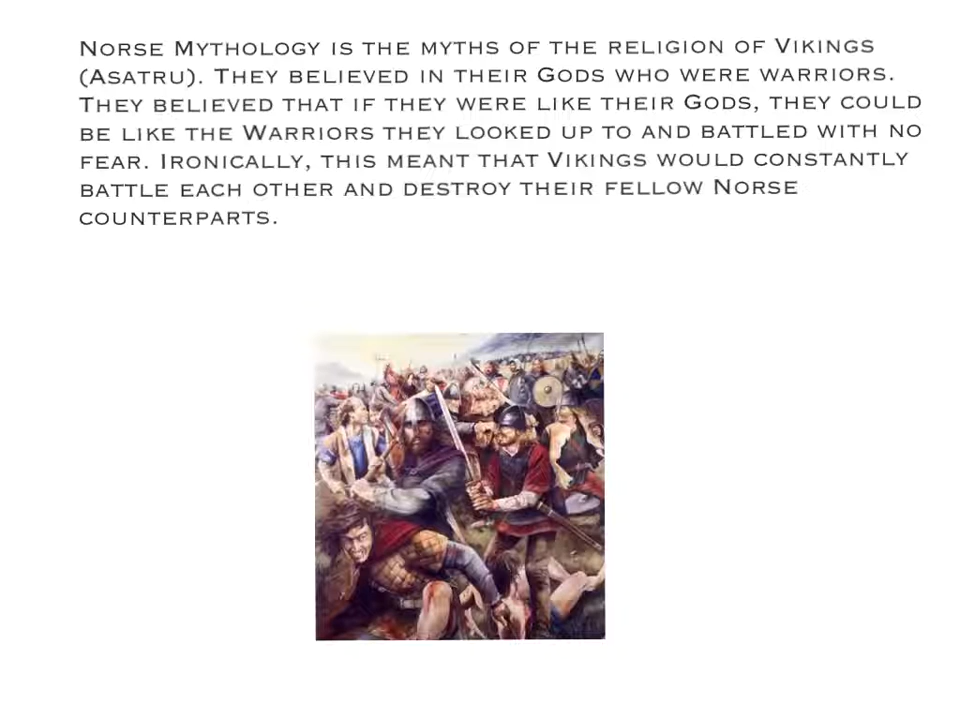 Norse Mythology is the myths of the religion of Vikings
(Asatru). They believed in their Gods who were warriors.
They believed that if they were like their Gods, they could
be like the Warriors they looked up to and battled with no
fear. Ironically, this meant that Vikings would constantly
battle each other and destroy their fellow Norse
counterparts.